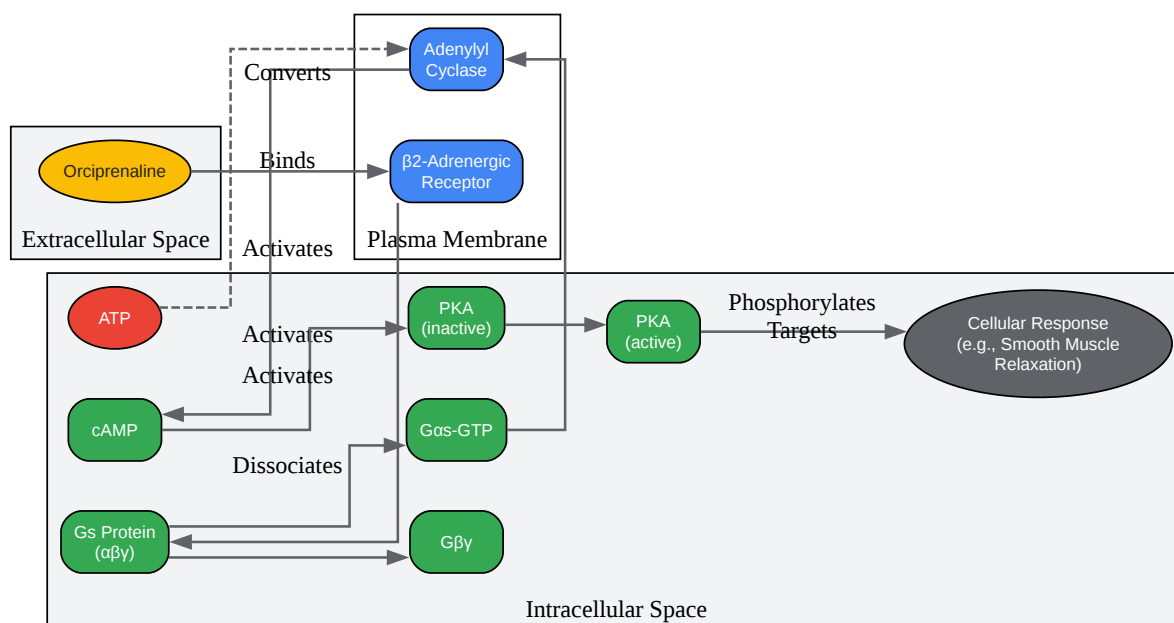 Adenylyl
Cyclase
Converts
Orciprenaline
Binds
β2-Adrenergic
Receptor
Extracellular Space
Plasma Membrane
Activates
ATP
Activates
PKA
(inactive)
PKA
(active)
Phosphorylates
Targets
Cellular Response
(e.g., Smooth Muscle
Relaxation)
Activates
cAMP
Gαs-GTP
Dissociates
Gs Protein
(αβγ)
Gβγ
Intracellular Space